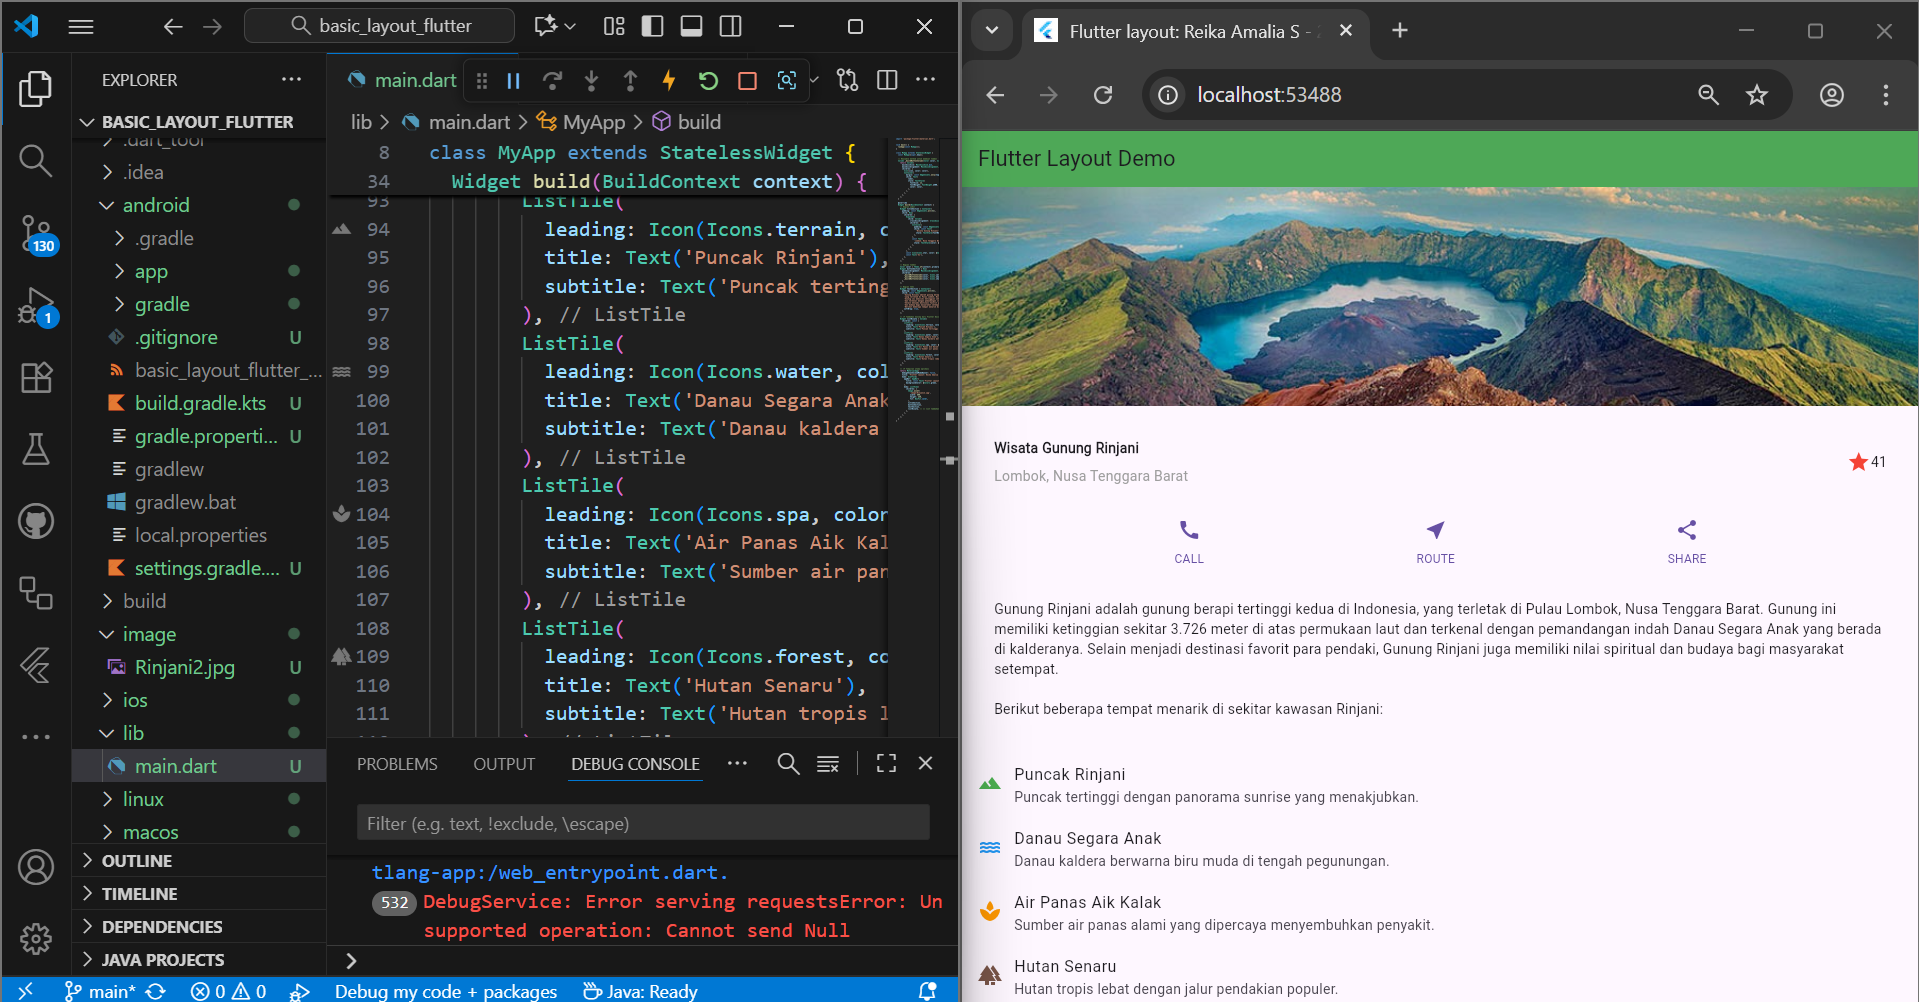 basic_layout_flutter
EXPLORER
BASIC_LAYOUT_FLUTTER
.dart_tool
.idea
android
.gradle
app
gradle
.gitignore U
basic_layout_flutter_...
build.gradle.kts U
gradle.properti... U
gradlew
gradlew.bat
local.properties
settings.gradle.... U
build
image
Rinjani2.jpg U
ios
lib
main.dart U
linux
macos
OUTLINE
TIMELINE
DEPENDENCIES
JAVA PROJECTS
130
1
main.dart
lib > main.dart > MyApp > build
8 class MyApp extends StatelessWidget {
34 Widget build(BuildContext context) {
93 ListTile(
94 leading: Icon(Icons.terrain, c
95 title: Text('Puncak Rinjani'),
96 subtitle: Text('Puncak terting
97 ), // ListTile
98 ListTile(
99 leading: Icon(Icons.water, col
100 title: Text('Danau Segara Anak
101 subtitle: Text('Danau kaldera
102 ), // ListTile
103 ListTile(
104 leading: Icon(Icons.spa, color
105 title: Text('Air Panas Aik Kal
106 subtitle: Text('Sumber air pan
107 ), // ListTile
108 ListTile(
109 leading: Icon(Icons.forest, co
110 title: Text('Hutan Senaru'),
111 subtitle: Text('Hutan tropis l
PROBLEMS OUTPUT DEBUG CONSOLE
Filter (e.g. text, !exclude, \escape)
tlang-app:/web_entrypoint.dart.
532 DebugService: Error serving requestsError: Un
supported operation: Cannot send Null
main* 0 0 Debug my code + packages Java: Ready
Flutter layout: Reika Amalia S -
localhost:53488
Flutter Layout Demo
Wisata Gunung Rinjani
Lombok, Nusa Tenggara Barat
41
CALL ROUTE SHARE
Gunung Rinjani adalah gunung berapi tertinggi kedua di Indonesia, yang terletak di Pulau Lombok, Nusa Tenggara Barat. Gunung ini
memiliki ketinggian sekitar 3.726 meter di atas permukaan laut dan terkenal dengan pemandangan indah Danau Segara Anak yang berada
di kalderanya. Selain menjadi destinasi favorit para pendaki, Gunung Rinjani juga memiliki nilai spiritual dan budaya bagi masyarakat
setempat.
Berikut beberapa tempat menarik di sekitar kawasan Rinjani:
Puncak Rinjani
Puncak tertinggi dengan panorama sunrise yang menakjubkan.
Danau Segara Anak
Danau kaldera berwarna biru muda di tengah pegunungan.
Air Panas Aik Kalak
Sumber air panas alami yang dipercaya menyembuhkan penyakit.
Hutan Senaru
Hutan tropis lebat dengan jalur pendakian populer.